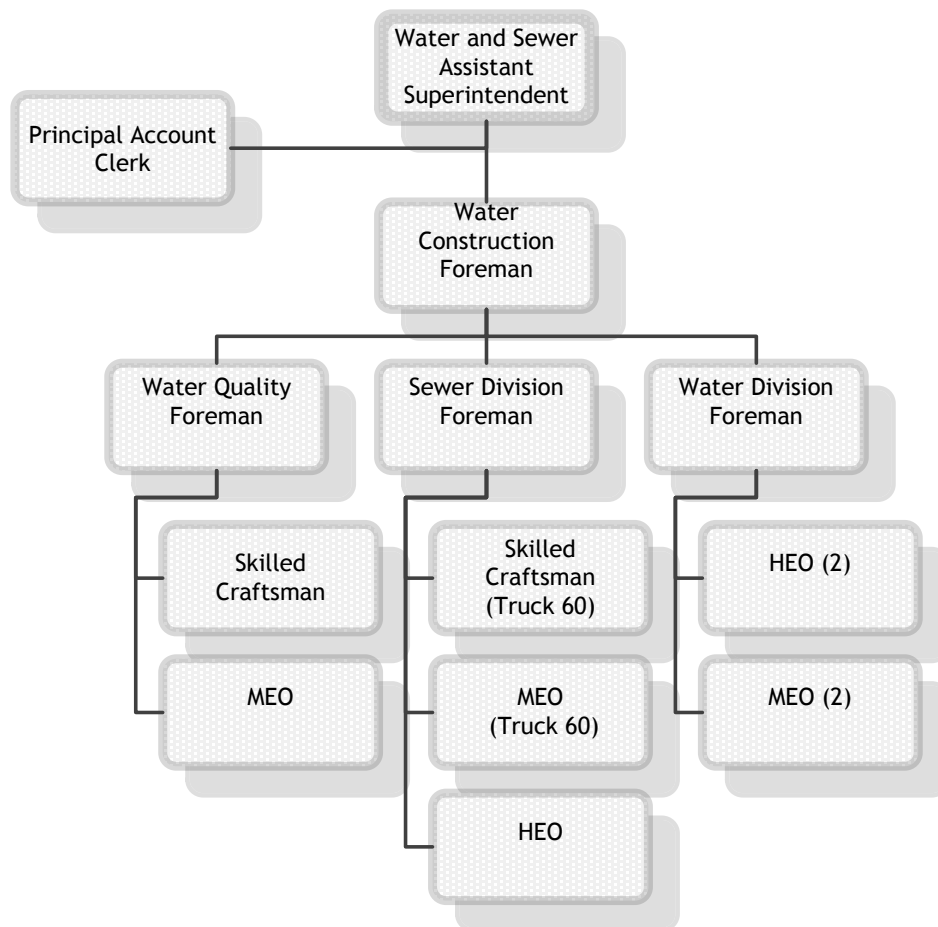 Water and Sewer
Assistant
Superintendent
Principal Account
Clerk
Water
Construction
Foreman
Water Quality
Foreman
Sewer Division
Foreman
Water Division
Foreman
Skilled
Craftsman
Skilled
Craftsman
(Truck 60)
HEO (2)
MEO
MEO
(Truck 60)
MEO (2)
HEO